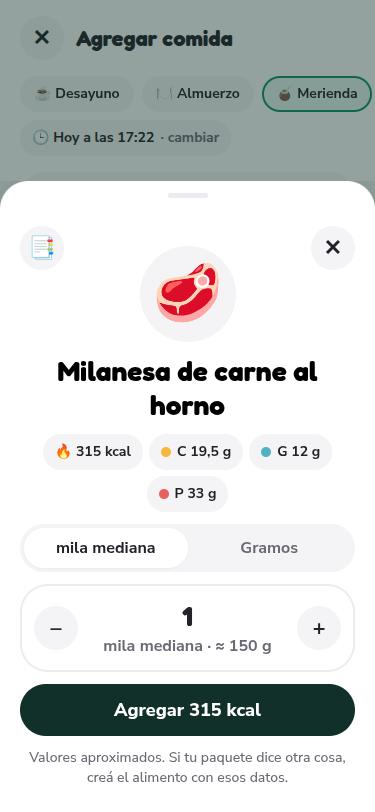 Agregar comida
Desayuno
Almuerzo
Merienda
Hoy a las 17:22 · cambiar
Milanesa de carne al
horno
315 kcal
C 19,5 g
G 12 g
P 33 g
mila mediana
Gramos
− 1 +
mila mediana · ≈ 150 g
Agregar 315 kcal
Valores aproximados. Si tu paquete dice otra cosa,
creá el alimento con esos datos.